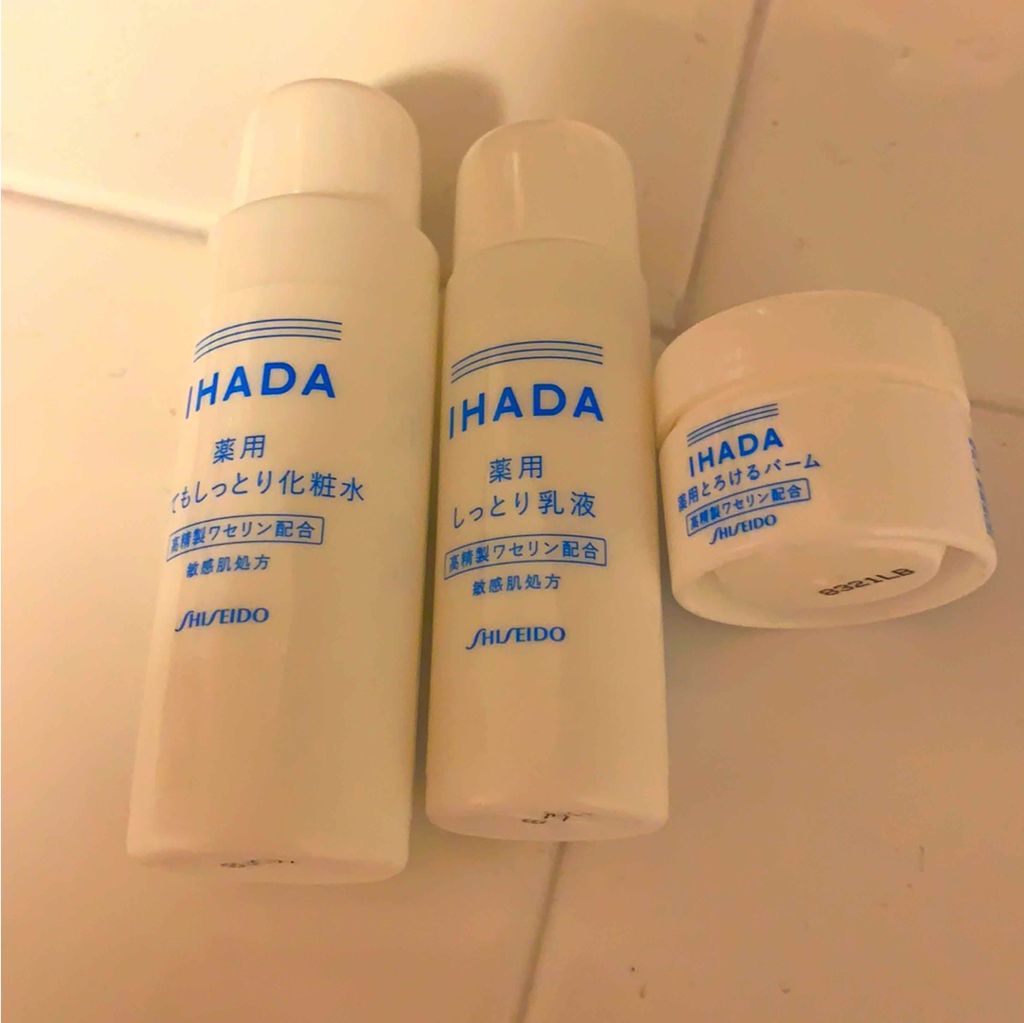 IHADA
薬用
てもしっとり化粧水
高精製ワセリン配合
敏感肌処方
SHISEIDO
IHADA
薬用
しっとり乳液
高精製ワセリン配合
敏感肌処方
SHISEIDO
IHADA
薬用とろけるバーム
高精製ワセリン配合
SHISEIDO
8321LB